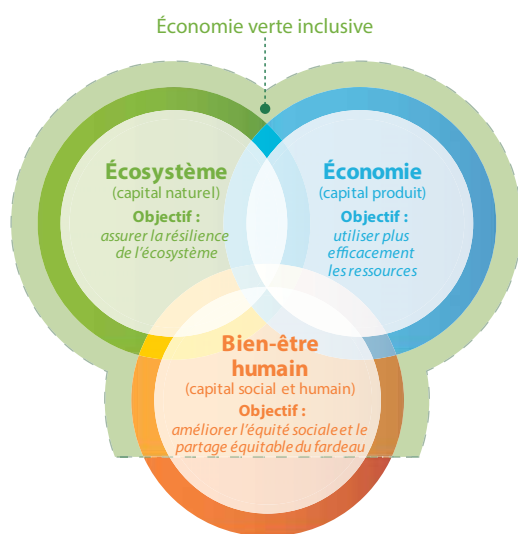 Économie verte inclusive
Écosystème
(capital naturel)
Objectif :
assurer la résilience
de l'écosystème
Économie
(capital produit)
Objectif :
utiliser plus
efficacement
les ressources
Bien-être
humain
(capital social et humain)
Objectif :
améliorer l'équité sociale et le
partage équitable du fardeau